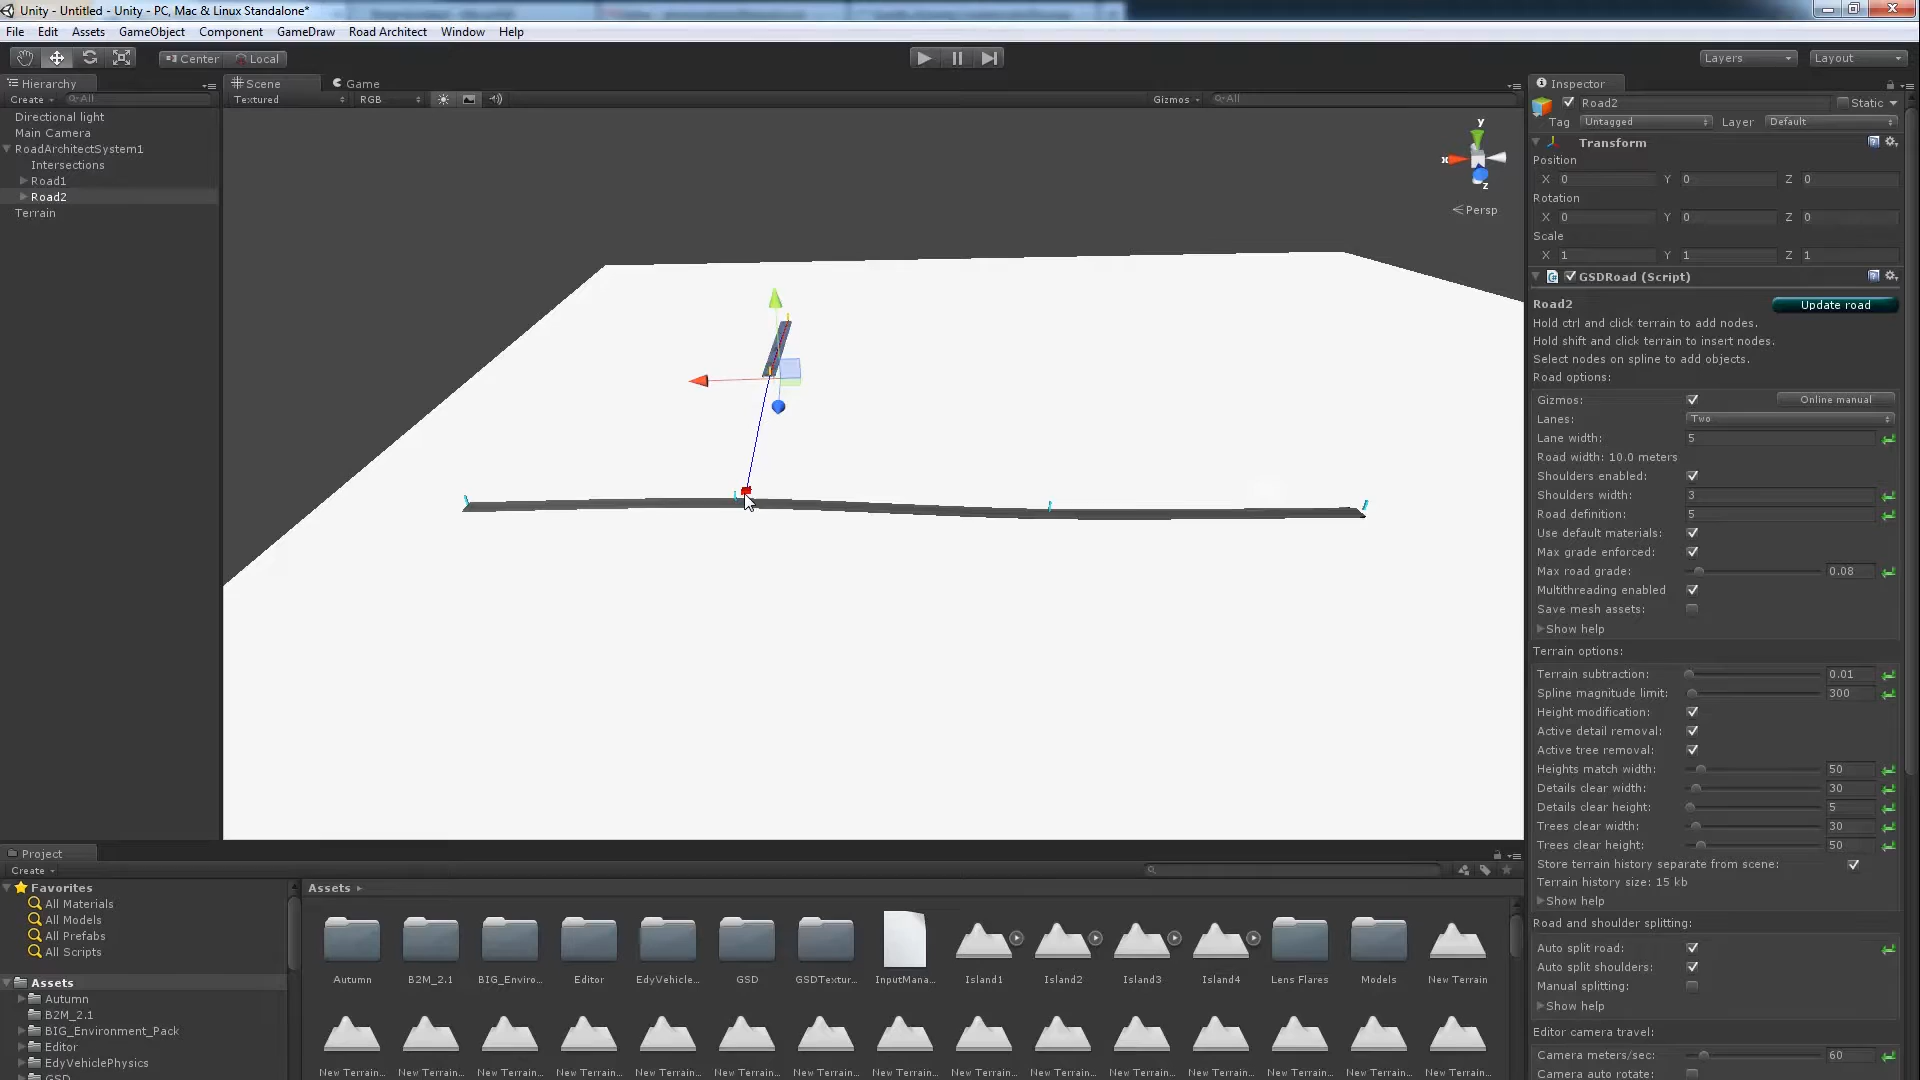 Unity - Untitled - Unity - PC, Mac & Linux Standalone*
File Edit Assets GameObject Component GameDraw Road Architect Window Help
Center Local
Layers Layout
Hierarchy
Create All
Directional light
Main Camera
RoadArchitectSystem1
Intersections
Road1
Road2
Terrain
Scene Game
Textured RGB Gizmos All
y
x
z
Persp
Inspector
Road2 Static
Tag Untagged Layer Default
Transform
Position
X 0 Y 0 Z 0
Rotation
X 0 Y 0 Z 0
Scale
X 1 Y 1 Z 1
GSDRoad (Script)
Road2 Update road
Hold ctrl and click terrain to add nodes.
Hold shift and click terrain to insert nodes.
Select nodes on spline to add objects.
Road options:
Gizmos: Online manual
Lanes: Two
Lane width: 5
Road width: 10.0 meters
Shoulders enabled:
Shoulders width: 3
Road definition: 5
Use default materials:
Max grade enforced:
Max road grade: 0.08
Multithreading enabled
Save mesh assets:
Show help
Terrain options:
Terrain subtraction: 0.01
Spline magnitude limit: 300
Height modification:
Active detail removal:
Active tree removal:
Heights match width: 50
Details clear width: 30
Details clear height: 5
Trees clear width: 30
Trees clear height: 50
Store terrain history separate from scene:
Terrain history size: 15 kb
Show help
Road and shoulder splitting:
Auto split road:
Auto split shoulders:
Manual splitting:
Show help
Editor camera travel:
Camera meters/sec: 60
Camera auto rotate:
Project
Create
Favorites
All Materials
All Models
All Prefabs
All Scripts
Assets
Autumn
B2M_2.1
BIG_Environment_Pack
Editor
EdyVehiclePhysics
GSD
Assets
Autumn B2M_2.1 BIG_Enviro... Editor EdyVehicle... GSD GSDTextur... InputMana... Island1 Island2 Island3 Island4 Lens Flares Models New Terrain
New Terrain... New Terrain... New Terrain... New Terrain... New Terrain... New Terrain... New Terrain... New Terrain... New Terrain... New Terrain... New Terrain... New Terrain... New Terrain... New Terrain... New Terrain...